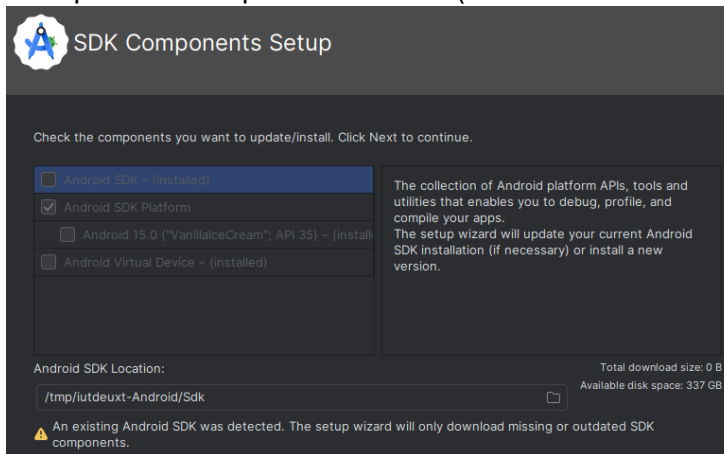 SDK Components Setup
Check the components you want to update/install. Click Next to continue.
Android SDK – (installed)
Android SDK Platform
Android 15.0 ("VanillaIceCream"; API 35) – (install
Android Virtual Device – (installed)
The collection of Android platform APIs, tools and
utilities that enables you to debug, profile, and
compile your apps.
The setup wizard will update your current Android
SDK installation (if necessary) or install a new
version.
Android SDK Location:
Total download size: 0 B
/tmp/iutdeuxt-Android/Sdk
Available disk space: 337 GB
An existing Android SDK was detected. The setup wizard will only download missing or outdated SDK
components.